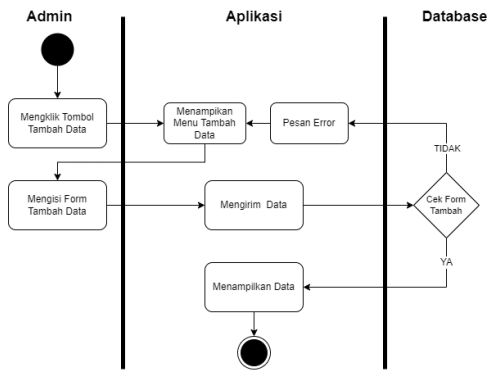 Admin
Aplikasi
Database
Mengklik Tombol
Tambah Data
Menampikan
Menu Tambah
Data
Pesan Error
TIDAK
Mengisi Form
Tambah Data
Mengirim Data
Cek Form
Tambah
YA
Menampilkan Data